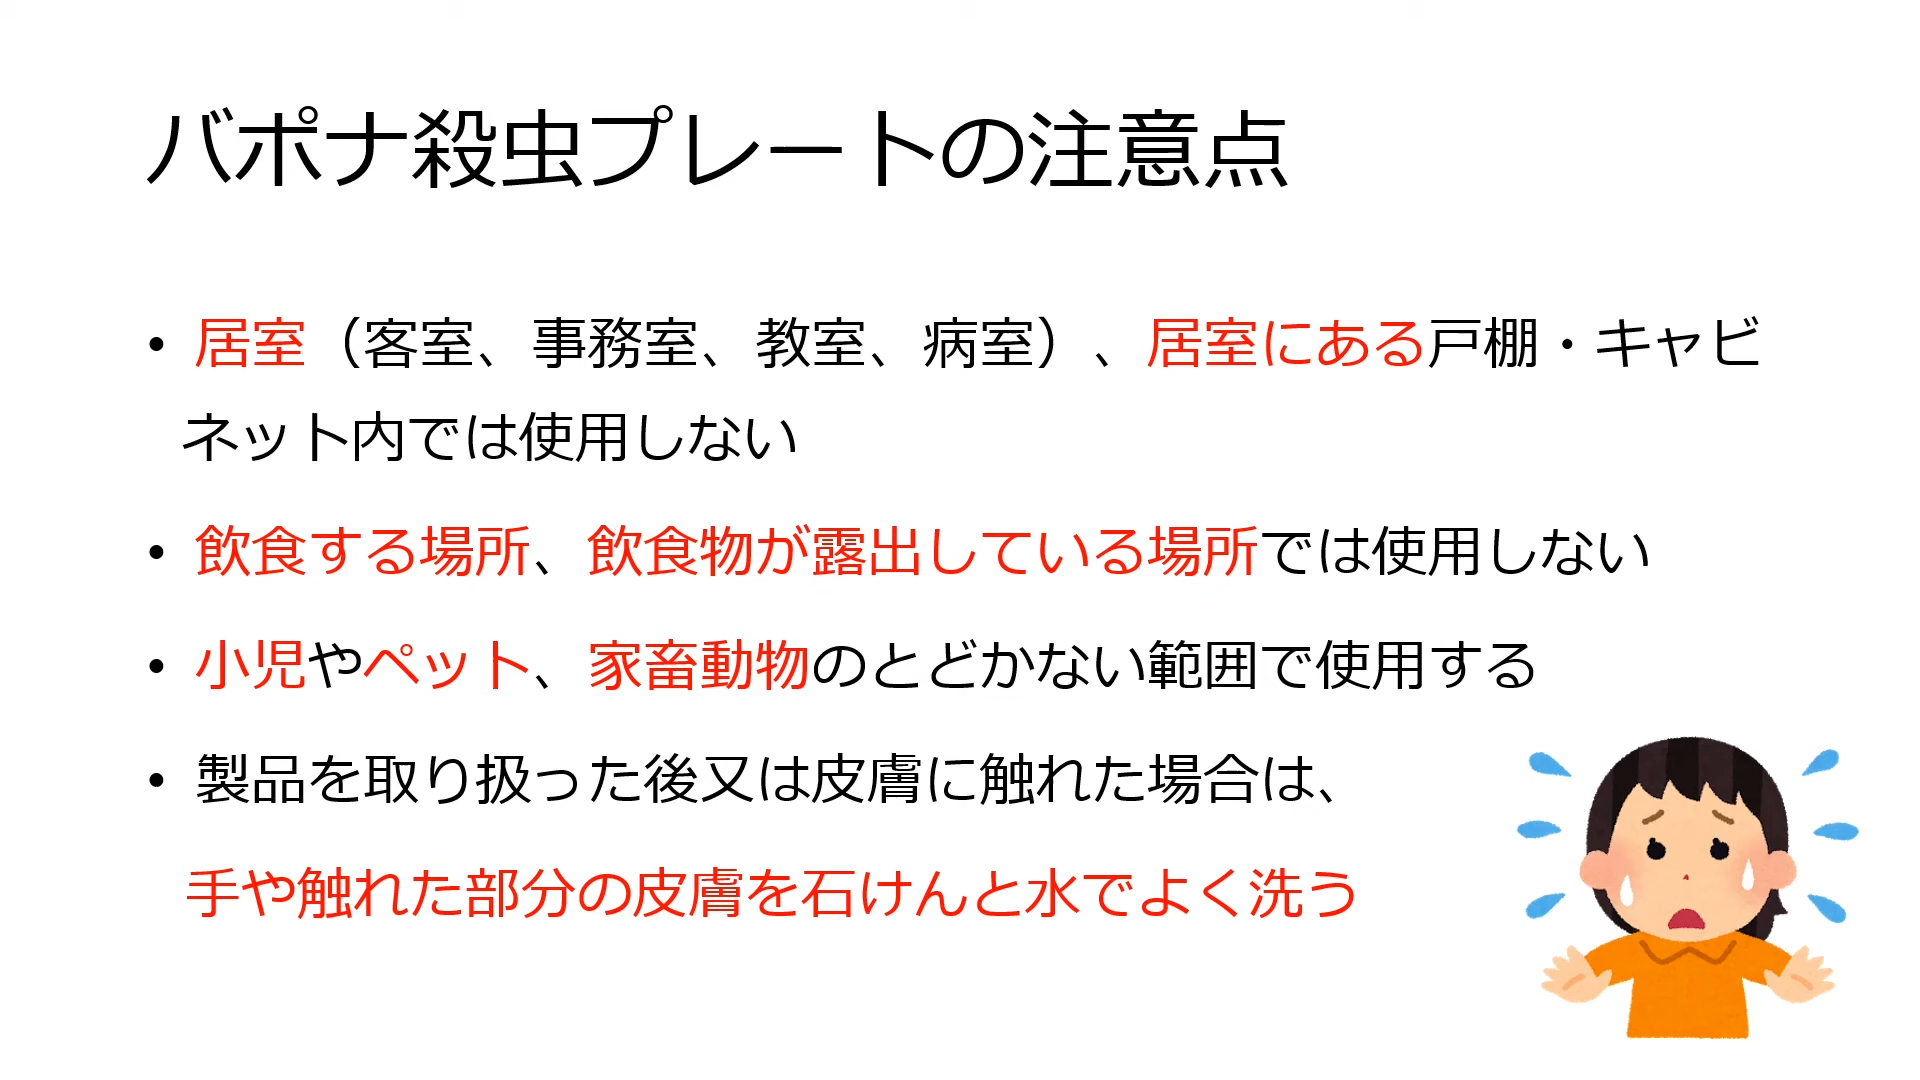 バポナ殺虫プレートの注意点
• 居室（客室、事務室、教室、病室）、居室にある戸棚・キャビ
ネット内では使用しない
• 飲食する場所、飲食物が露出している場所では使用しない
• 小児やペット、家畜動物のとどかない範囲で使用する
• 製品を取り扱った後又は皮膚に触れた場合は、
手や触れた部分の皮膚を石けんと水でよく洗う